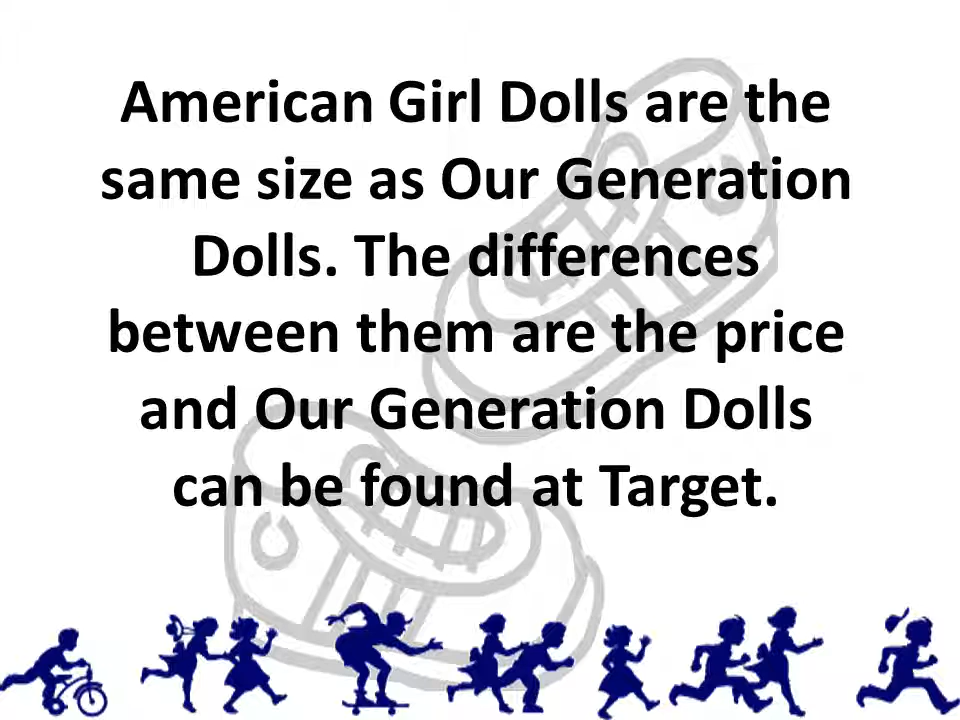 American Girl Dolls are the
same size as Our Generation
Dolls. The differences
between them are the price
and Our Generation Dolls
can be found at Target.